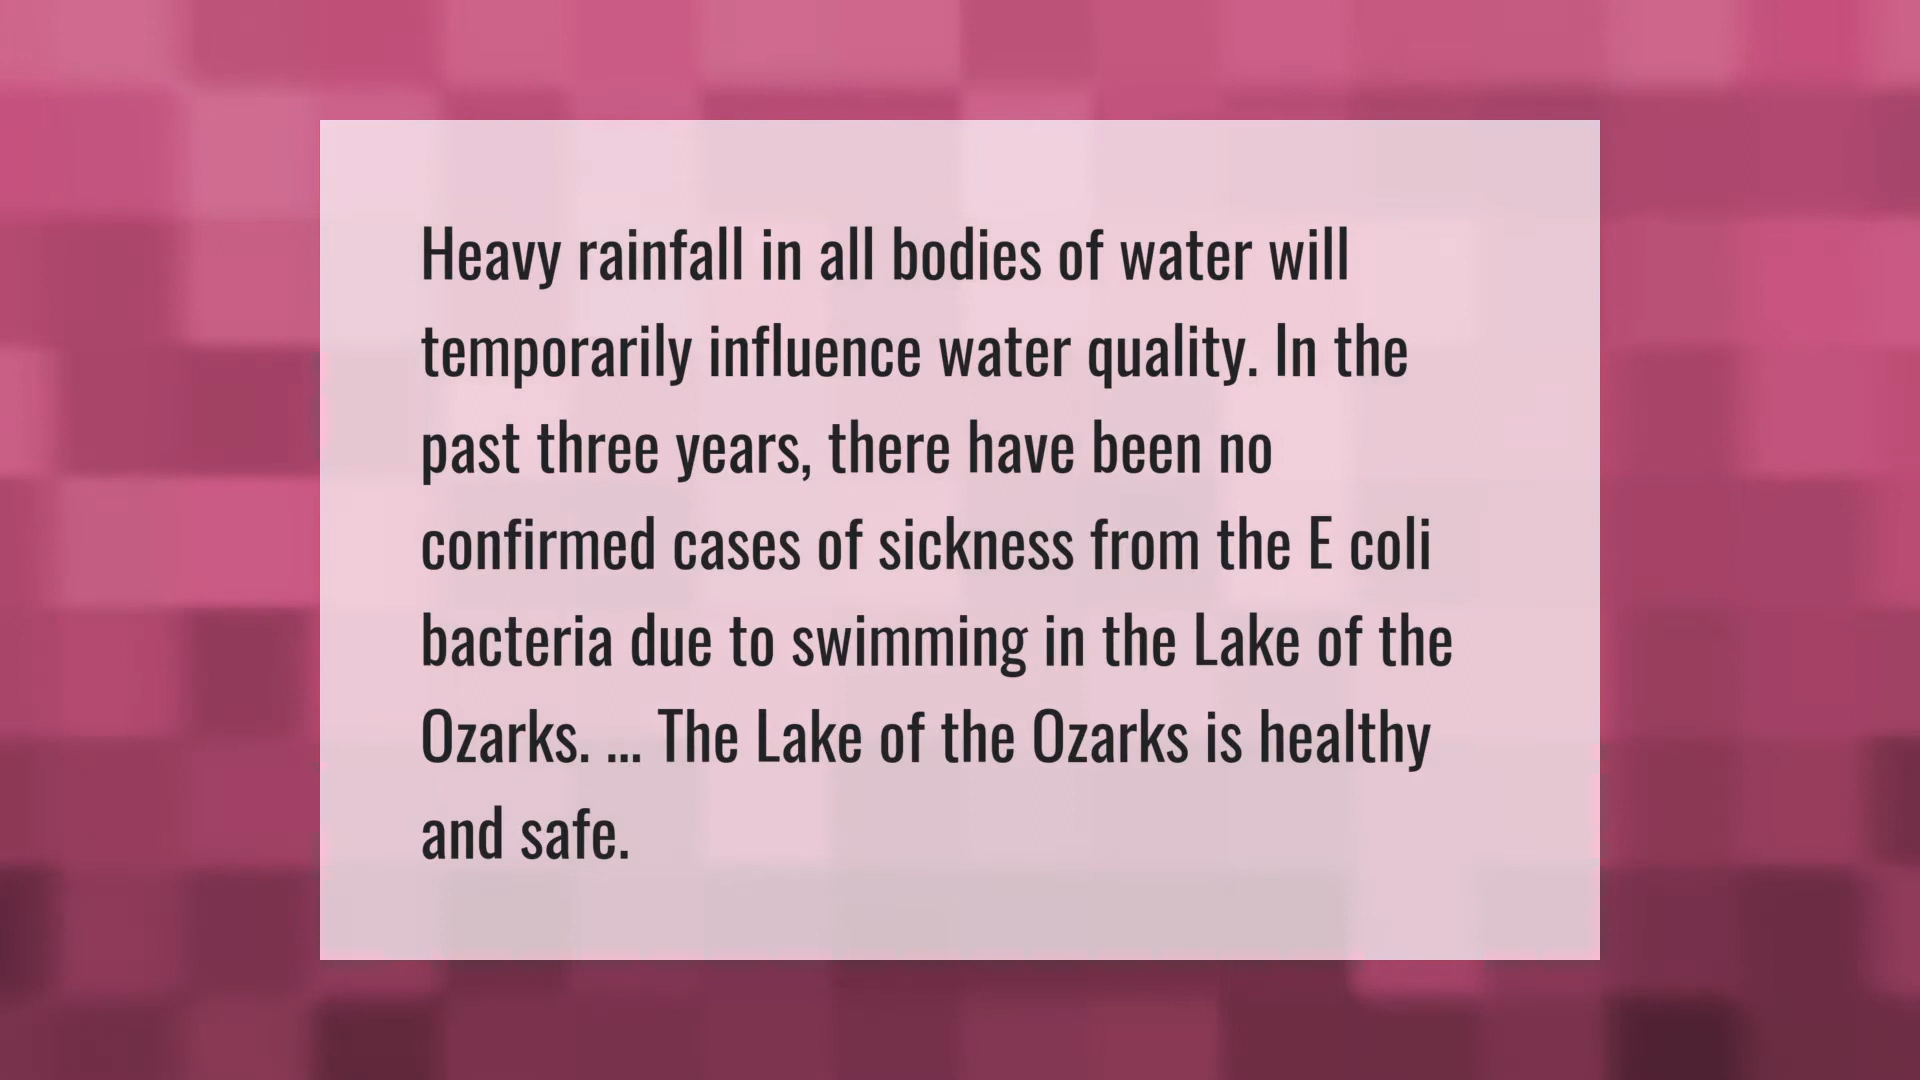 Heavy rainfall in all bodies of water will
temporarily influence water quality. In the
past three years, there have been no
confirmed cases of sickness from the E coli
bacteria due to swimming in the Lake of the
Ozarks. ... The Lake of the Ozarks is healthy
and safe.